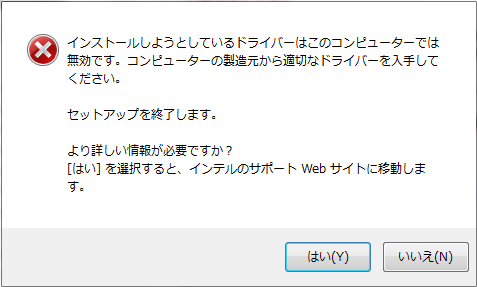 インストールしようとしているドライバーはこのコンピューターでは
無効です。コンピューターの製造元から適切なドライバーを入手して
ください。
セットアップを終了します。
より詳しい情報が必要ですか？
[はい] を選択すると、インテルのサポート Web サイトに移動しま
す。
はい(Y)
いいえ(N)